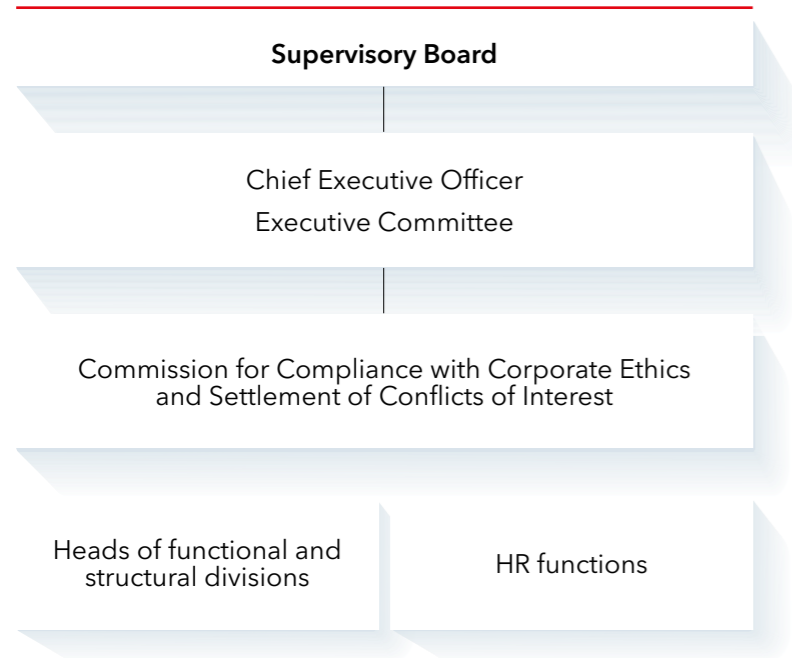 Supervisory Board
Chief Executive Officer
Executive Committee
Commission for Compliance with Corporate Ethics
and Settlement of Conflicts of Interest
Heads of functional and
structural divisions
HR functions